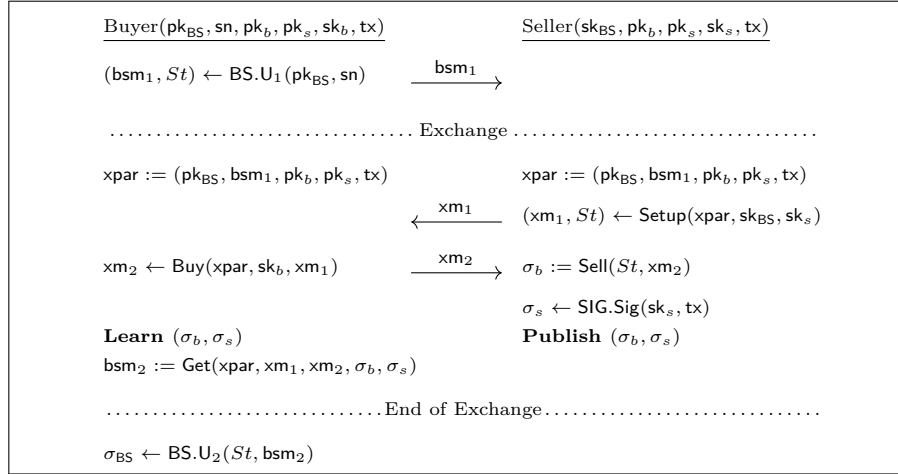 Buyer(pk_BS, sn, pk_b, pk_s, sk_b, tx) Seller(sk_BS, pk_b, pk_s, sk_s, tx)
(bsm_1, St) ← BS.U_1(pk_BS, sn) bsm_1
Exchange
xpar := (pk_BS, bsm_1, pk_b, pk_s, tx) xpar := (pk_BS, bsm_1, pk_b, pk_s, tx)
xm_1 (xm_1, St) ← Setup(xpar, sk_BS, sk_s)
xm_2 ← Buy(xpar, sk_b, xm_1) xm_2 σ_b := Sell(St, xm_2)
σ_s ← SIG.Sig(sk_s, tx)
Learn (σ_b, σ_s) Publish (σ_b, σ_s)
bsm_2 := Get(xpar, xm_1, xm_2, σ_b, σ_s)
End of Exchange
σ_BS ← BS.U_2(St, bsm_2)